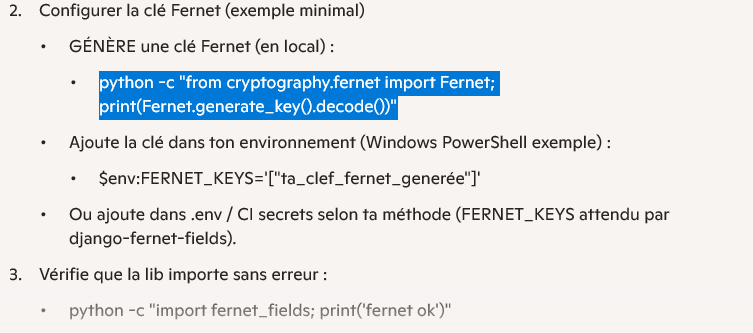 2. Configurer la clé Fernet (exemple minimal)
• GÉNÈRE une clé Fernet (en local) :
• python -c "from cryptography.fernet import Fernet;
print(Fernet.generate_key().decode())"
• Ajoute la clé dans ton environnement (Windows PowerShell exemple) :
• $env:FERNET_KEYS='["ta_clef_fernet_generée"]'
• Ou ajoute dans .env / CI secrets selon ta méthode (FERNET_KEYS attendu par
django-fernet-fields).
3. Vérifie que la lib importe sans erreur :
• python -c "import fernet_fields; print('fernet ok')"